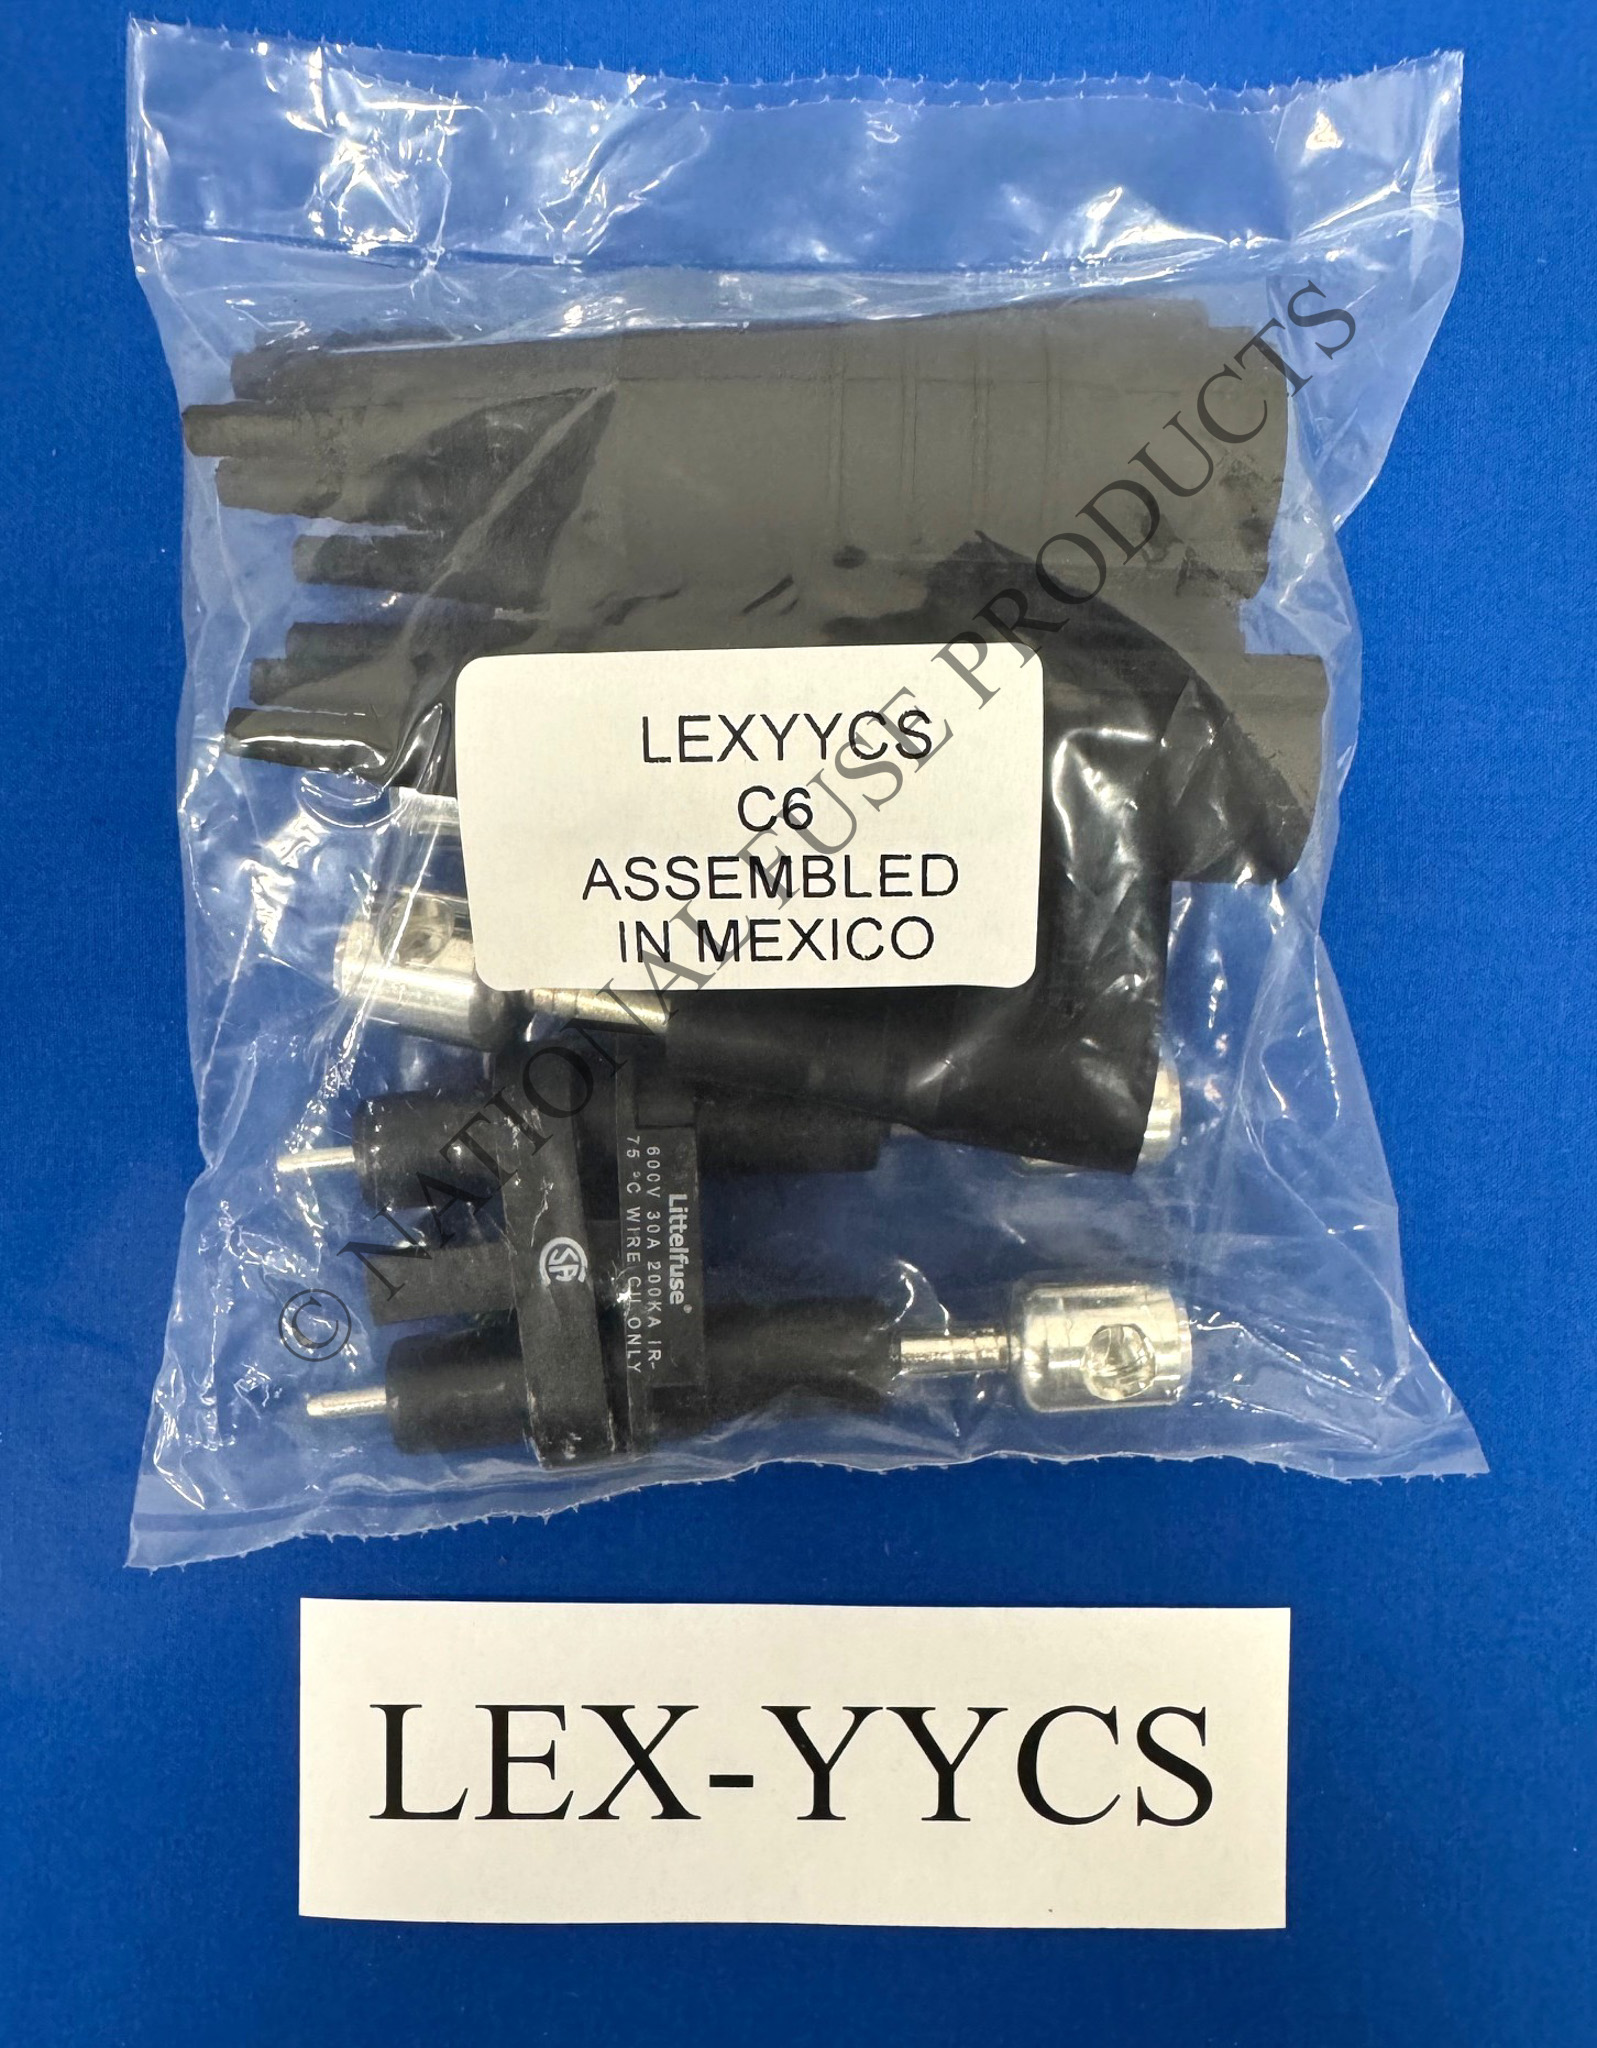 LEXYYCS
C6
ASSEMBLED
IN MEXICO
Littelfuse®
600V 30A 200KA IR-
75 °C WIRE CU ONLY
SA
© NATIONAL FUSE PRODUCTS
LEX-YYCS